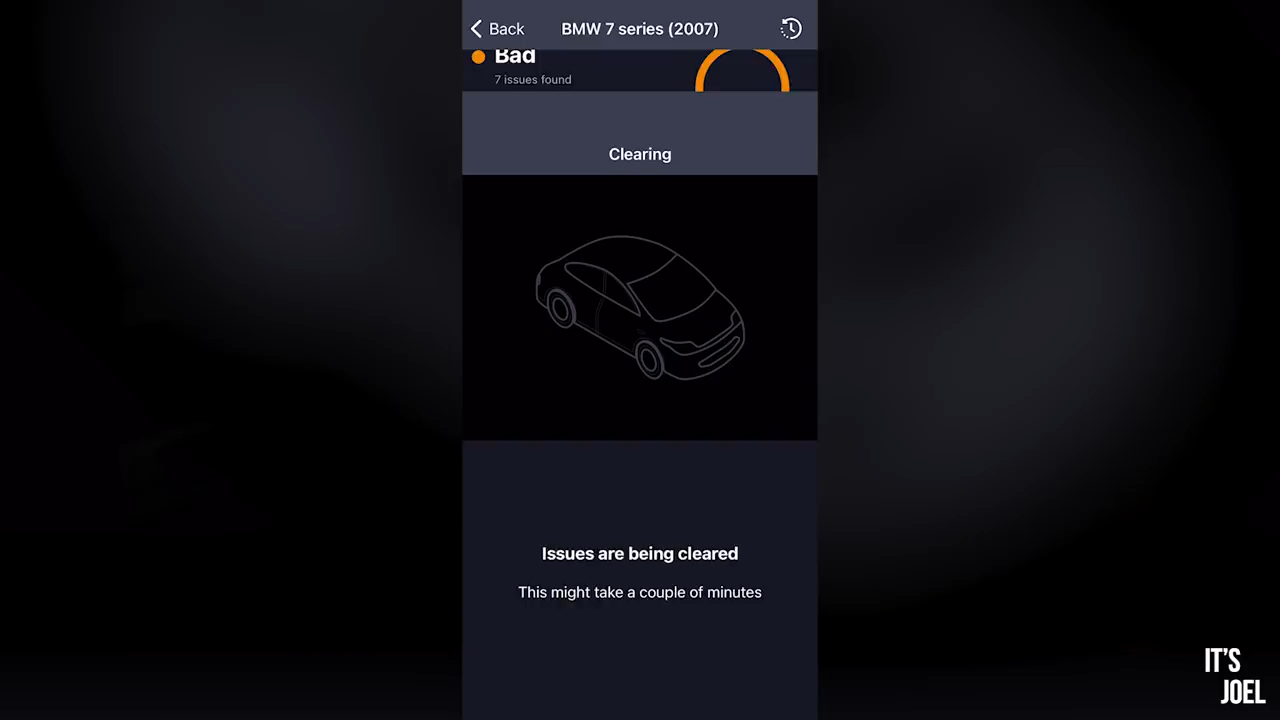 Back
BMW 7 series (2007)
Bad
7 issues found
Clearing
Issues are being cleared
This might take a couple of minutes
IT'S
JOEL